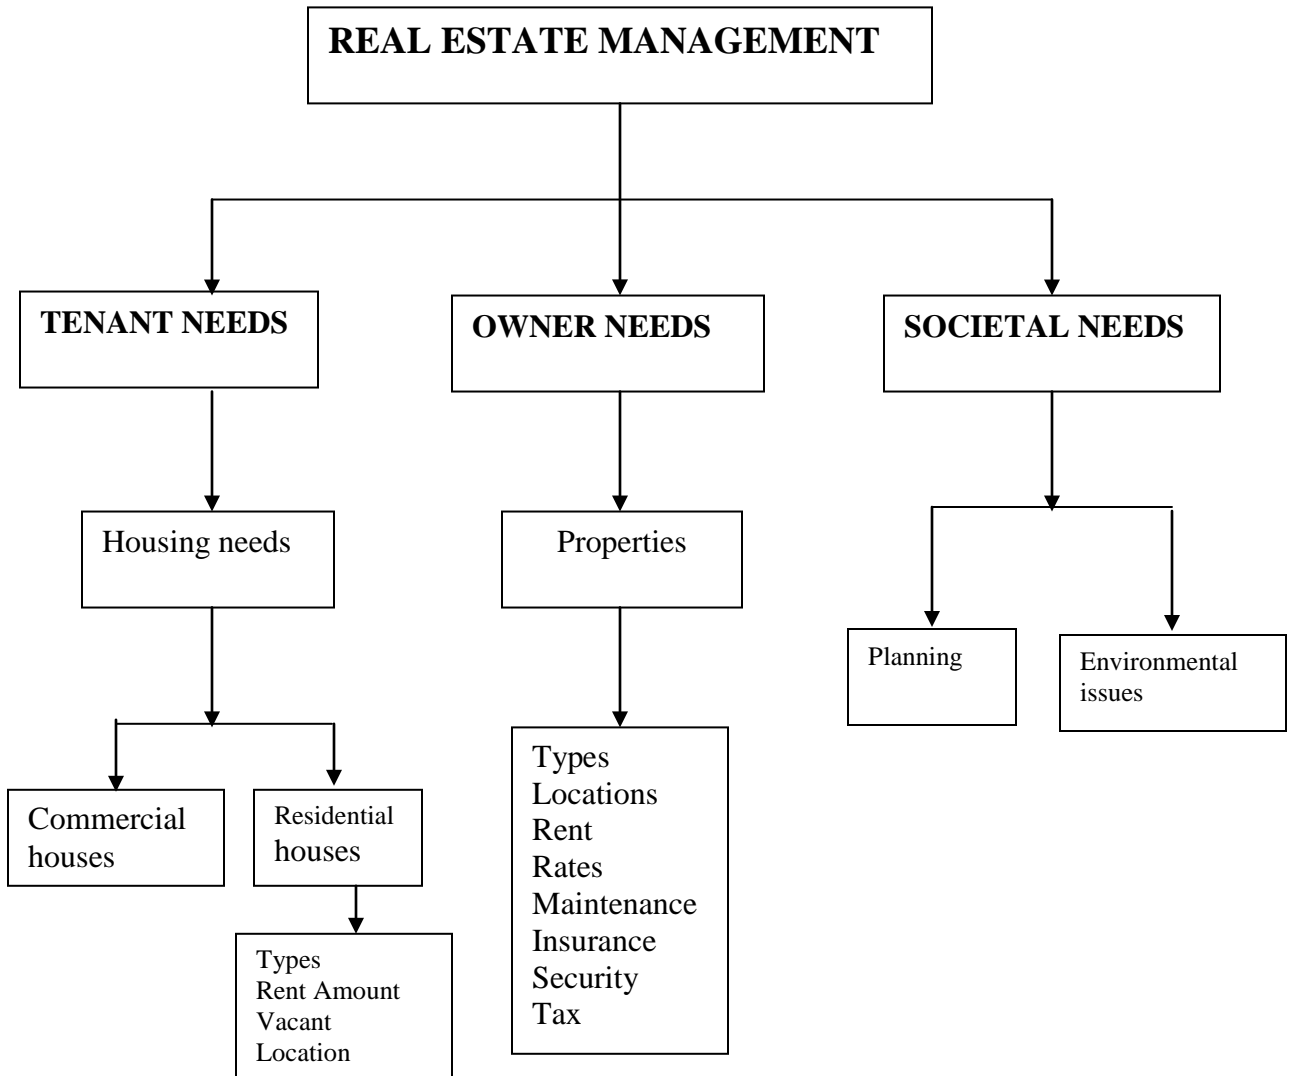 REAL ESTATE MANAGEMENT
TENANT NEEDS
OWNER NEEDS
SOCIETAL NEEDS
Housing needs
Properties
Planning
Environmental
issues
Commercial
houses
Residential
houses
Types
Locations
Rent
Rates
Maintenance
Insurance
Security
Tax
Types
Rent Amount
Vacant
Location